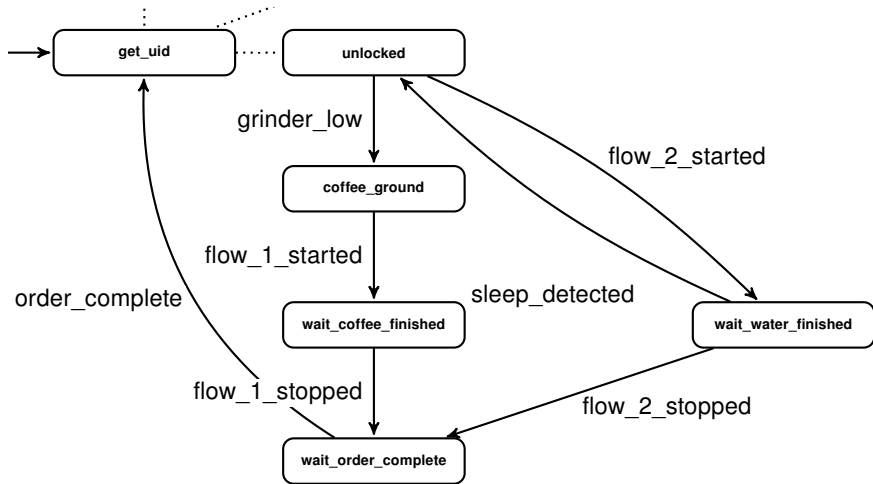 get_uid
unlocked
grinder_low
flow_2_started
coffee_ground
flow_1_started
order_complete
sleep_detected
wait_coffee_finished
wait_water_finished
flow_1_stopped
flow_2_stopped
wait_order_complete